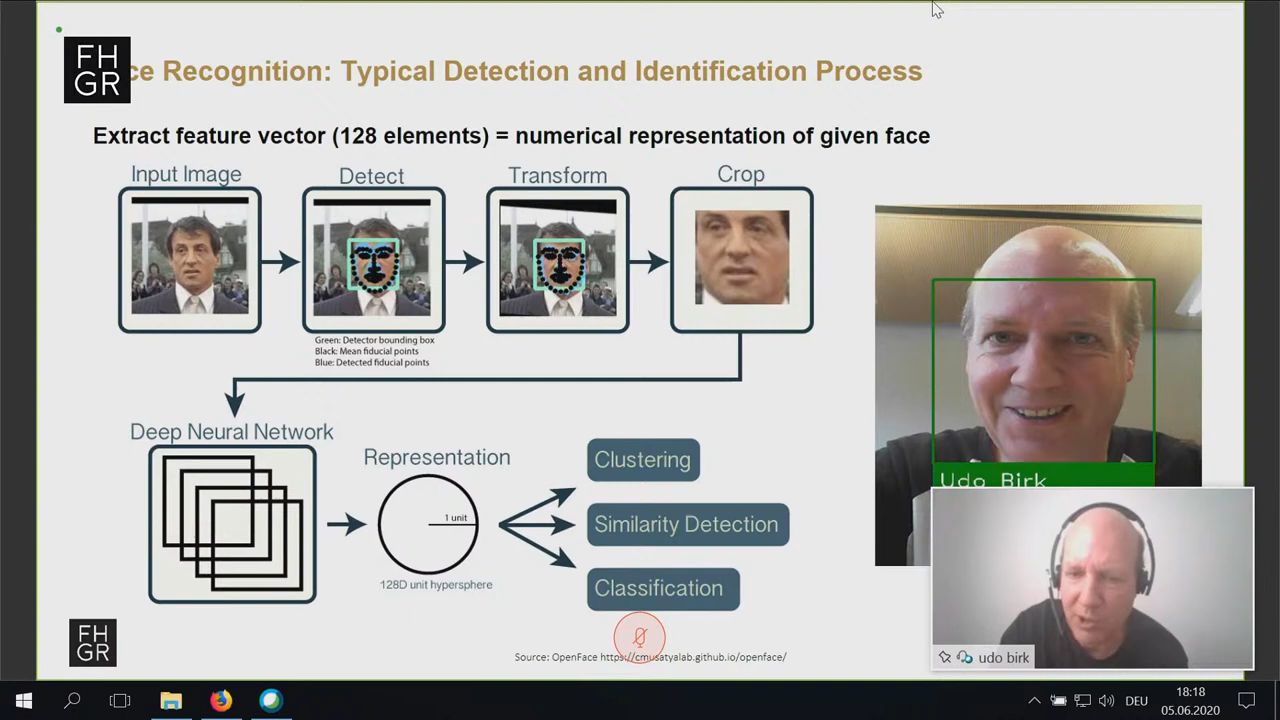 FH
GR
ce Recognition: Typical Detection and Identification Process
Extract feature vector (128 elements) = numerical representation of given face
Input Image
Detect
Transform
Crop
Green: Detector bounding box
Black: Mean fiducial points
Blue: Detected fiducial points
Deep Neural Network
Representation
1 unit
128D unit hypersphere
Clustering
Similarity Detection
Classification
Udo Birk
udo birk
FH
GR
Source: OpenFace https://cmusatyalab.github.io/openface/
DEU
18:18
05.06.2020